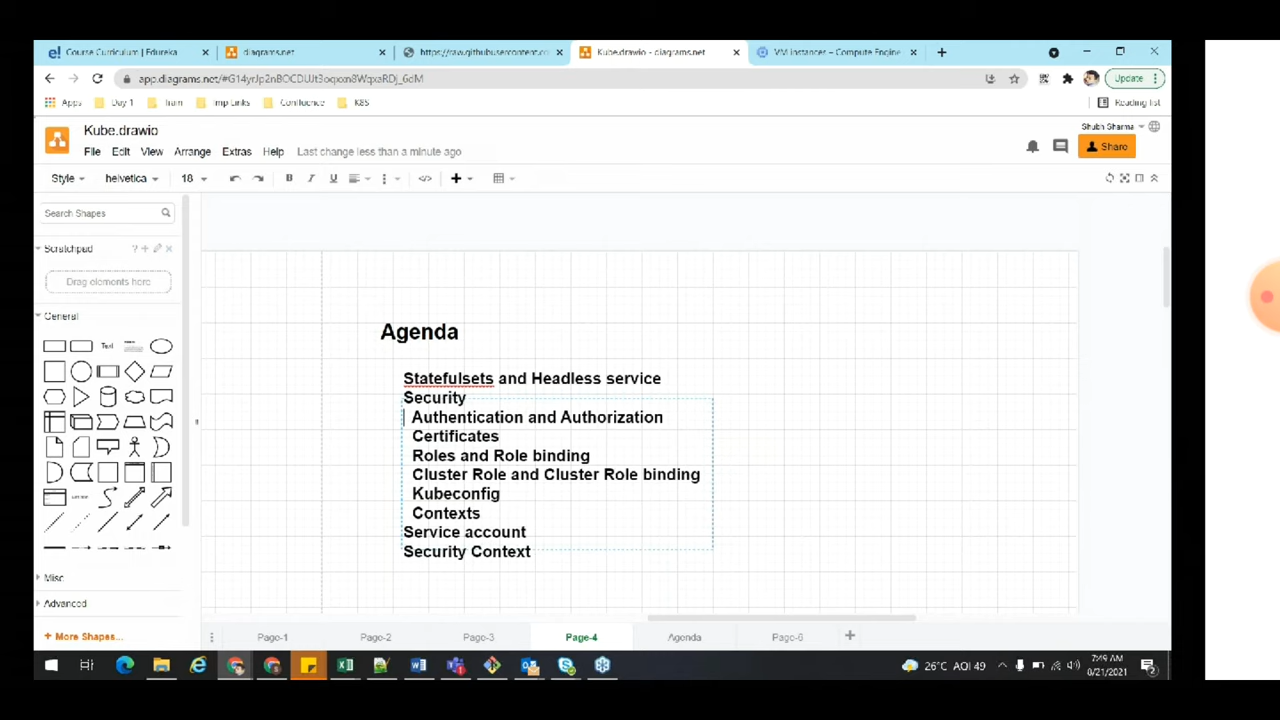 Course Curriculum | Edureka
diagrams.net
https://raw.githubusercontent.co
Kube.drawio - diagrams.net
VM instances – Compute Engine
Update
Apps
Day 1
Train
Imp Links
Confluence
K8S
Reading list
Kube.drawio
Shubh Sharma
File Edit View Arrange Extras Help Last change less than a minute ago
Share
Style helvetica 18 B I U
Search Shapes
Scratchpad
Drag elements here
General
Text
Misc
Advanced
+ More Shapes...
Agenda
Statefulsets and Headless service
Security
Authentication and Authorization
Certificates
Roles and Role binding
Cluster Role and Cluster Role binding
Kubeconfig
Contexts
Service account
Security Context
Page-1 Page-2 Page-3 Page-4 Agenda Page-6
26°C AQI 49
7:49 AM
8/21/2021